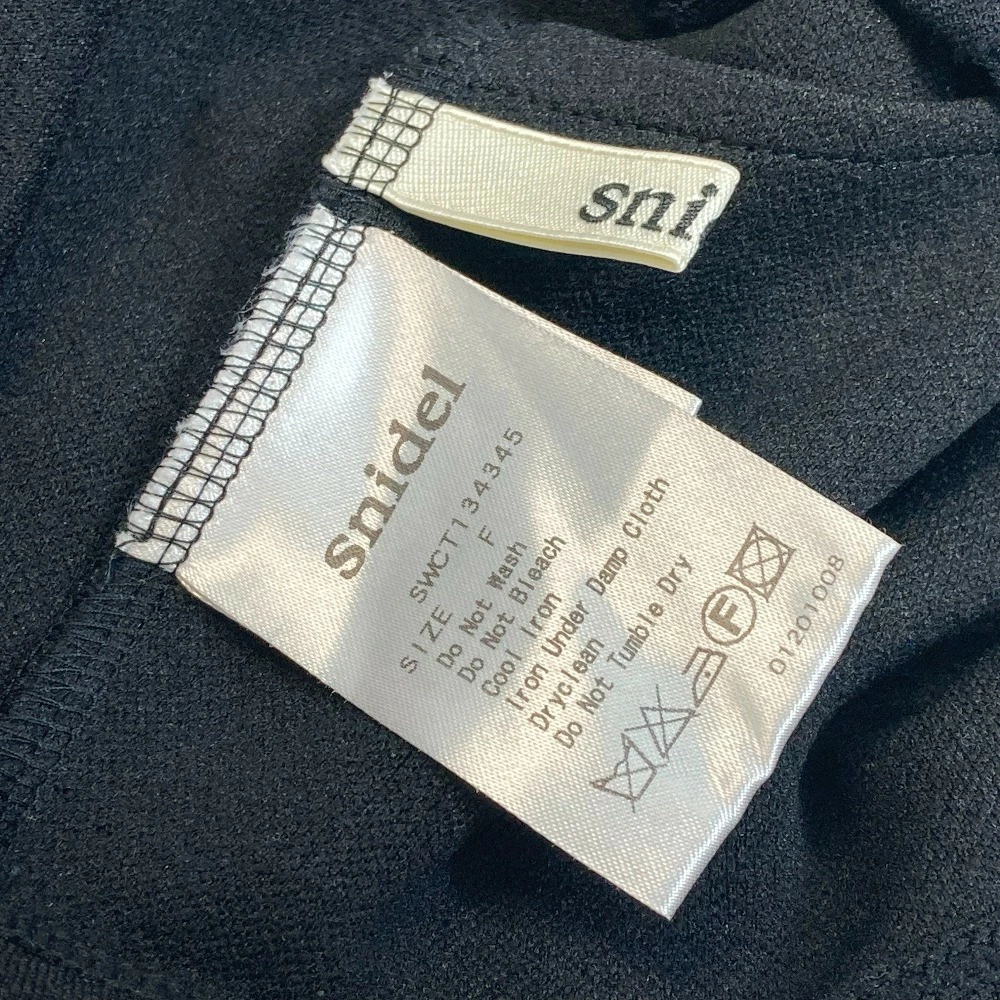 sni
snidel
SWCT134345
SIZE F
Do Not Wash
Do Not Bleach
Cool Iron
Iron Under Damp Cloth
Dryclean
Do Not Tumble Dry
F
01201008